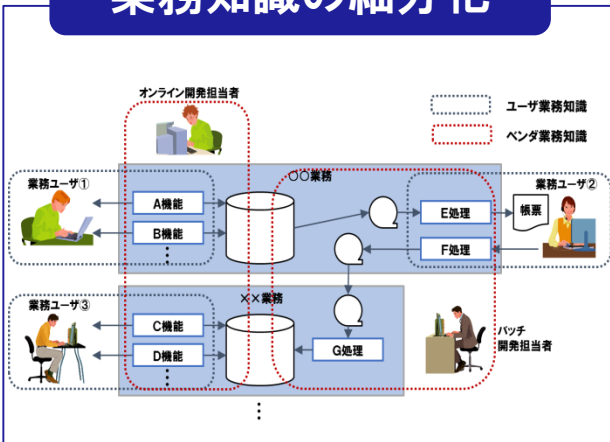 業務知識の細分化
オンライン開発担当者
ユーザ業務知識
ベンダ業務知識
業務ユーザ①
○○業務
業務ユーザ②
A機能
E処理
帳票
B機能
F処理
業務ユーザ③
××業務
C機能
D機能
G処理
バッチ
開発担当者